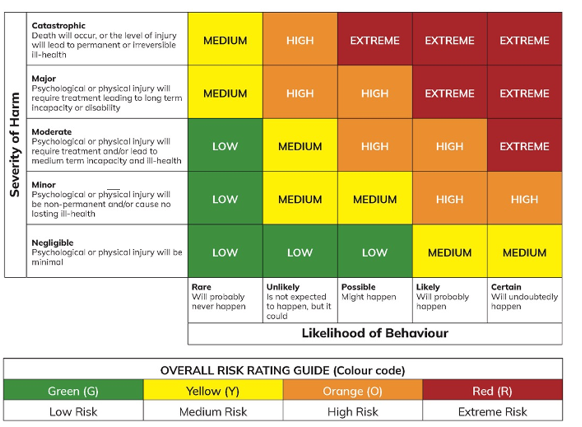 Severity of Harm
Catastrophic
Death will occur, or the level of injury
will lead to permanent or irreversible
ill-health
MEDIUM
HIGH
EXTREME
EXTREME
EXTREME
Major
Psychological or physical injury will
require treatment leading to long term
incapacity or disability
MEDIUM
HIGH
HIGH
EXTREME
EXTREME
Moderate
Psychological or physical injury will
require treatment and/or lead to
medium term incapacity and ill-health
LOW
MEDIUM
HIGH
HIGH
EXTREME
Minor
Psychological or physical injury will
be non-permanent and/or cause no
lasting ill-health
LOW
MEDIUM
MEDIUM
HIGH
HIGH
Negligible
Psychological or physical injury will be
minimal
LOW
LOW
LOW
MEDIUM
MEDIUM
Rare
Will probably
never happen
Unlikely
Is not expected
to happen, but it
could
Possible
Might happen
Likely
Will probably
happen
Certain
Will undoubtedly
happen
Likelihood of Behaviour
OVERALL RISK RATING GUIDE (Colour code)
Green (G)
Yellow (Y)
Orange (O)
Red (R)
Low Risk
Medium Risk
High Risk
Extreme Risk